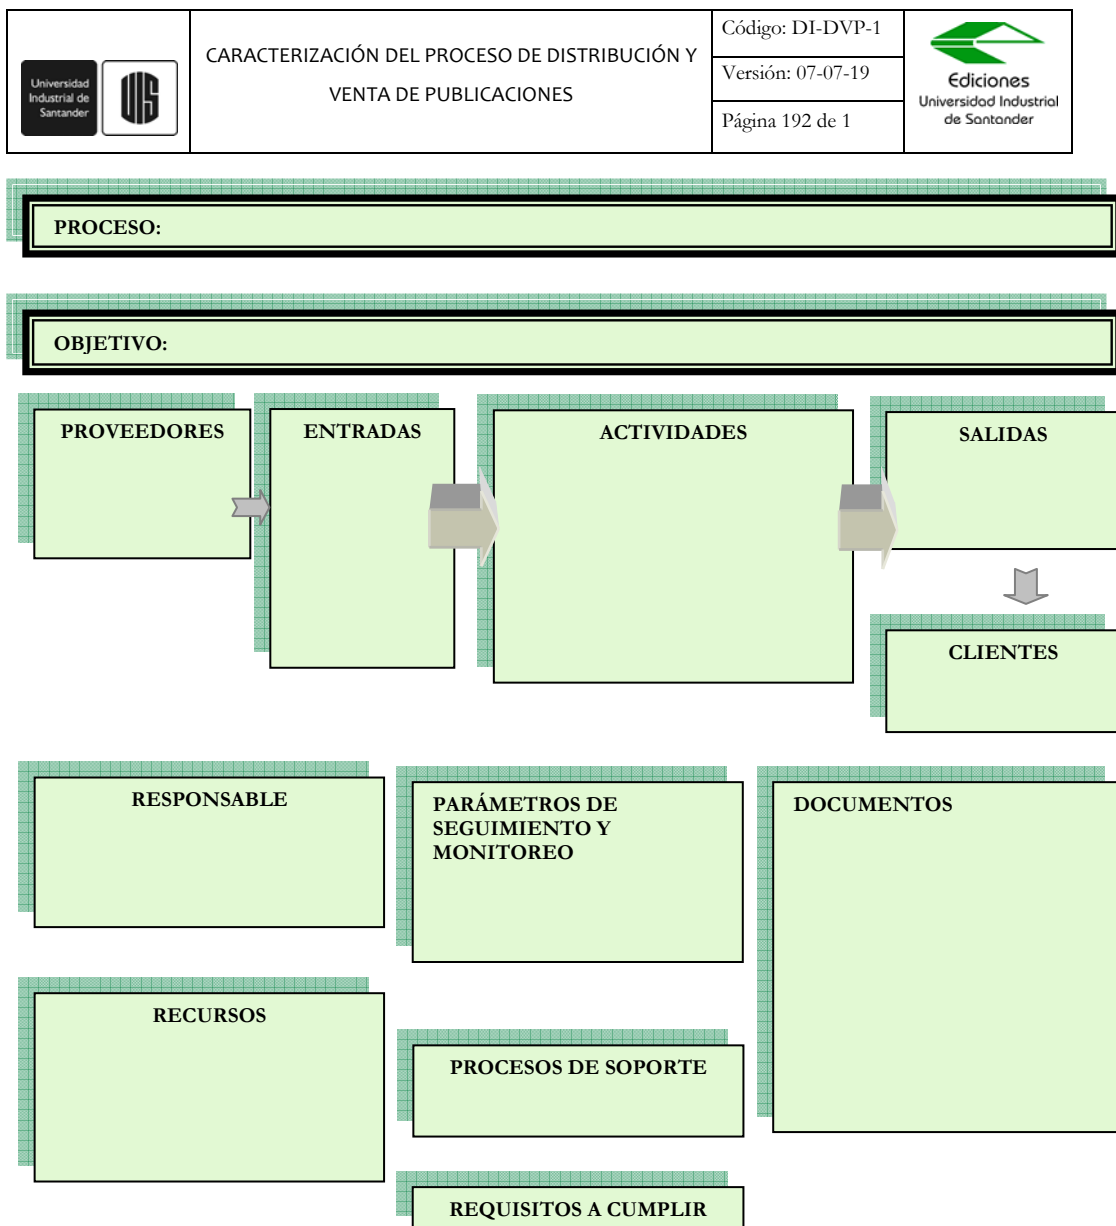 Universidad
Industrial de
Santander
UIS
CARACTERIZACIÓN DEL PROCESO DE DISTRIBUCIÓN Y
VENTA DE PUBLICACIONES
Código: DI-DVP-1
Versión: 07-07-19
Página 192 de 1
Ediciones
Universidad Industrial
de Santander
PROCESO:
OBJETIVO:
PROVEEDORES
ENTRADAS
ACTIVIDADES
SALIDAS
CLIENTES
RESPONSABLE
PARÁMETROS DE
SEGUIMIENTO Y
MONITOREO
DOCUMENTOS
RECURSOS
PROCESOS DE SOPORTE
REQUISITOS A CUMPLIR